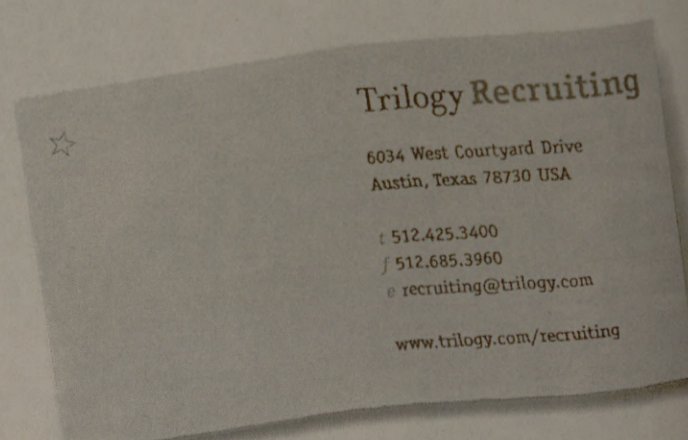 Trilogy Recruiting
6034 West Courtyard Drive
Austin, Texas 78730 USA
t 512.425.3400
f 512.685.3960
e recruiting@trilogy.com
www.trilogy.com/recruiting